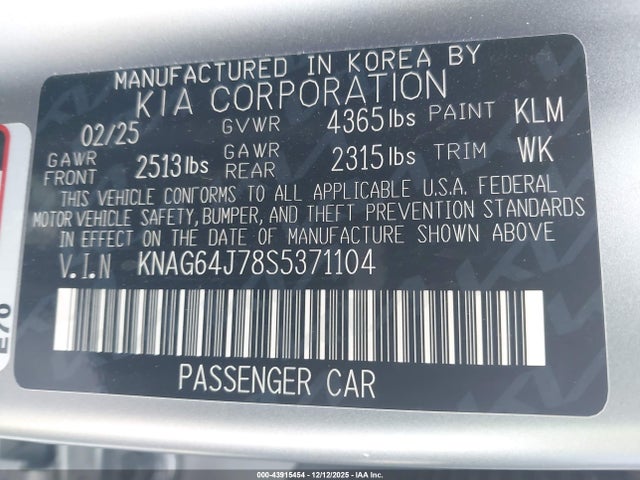 MANUFACTURED IN KOREA BY
KIA CORPORATION
02/25 GVWR 4365 lbs PAINT KLM
GAWR FRONT 2513 lbs GAWR REAR 2315 lbs TRIM WK
THIS VEHICLE CONFORMS TO ALL APPLICABLE U.S.A. FEDERAL
MOTOR VEHICLE SAFETY, BUMPER, AND THEFT PREVENTION STANDARDS
IN EFFECT ON THE DATE OF MANUFACTURE SHOWN ABOVE
V.I.N KNAG64J78S5371104
PASSENGER CAR
E70
000-43915454 - 12/12/2025 - IAAI Inc.